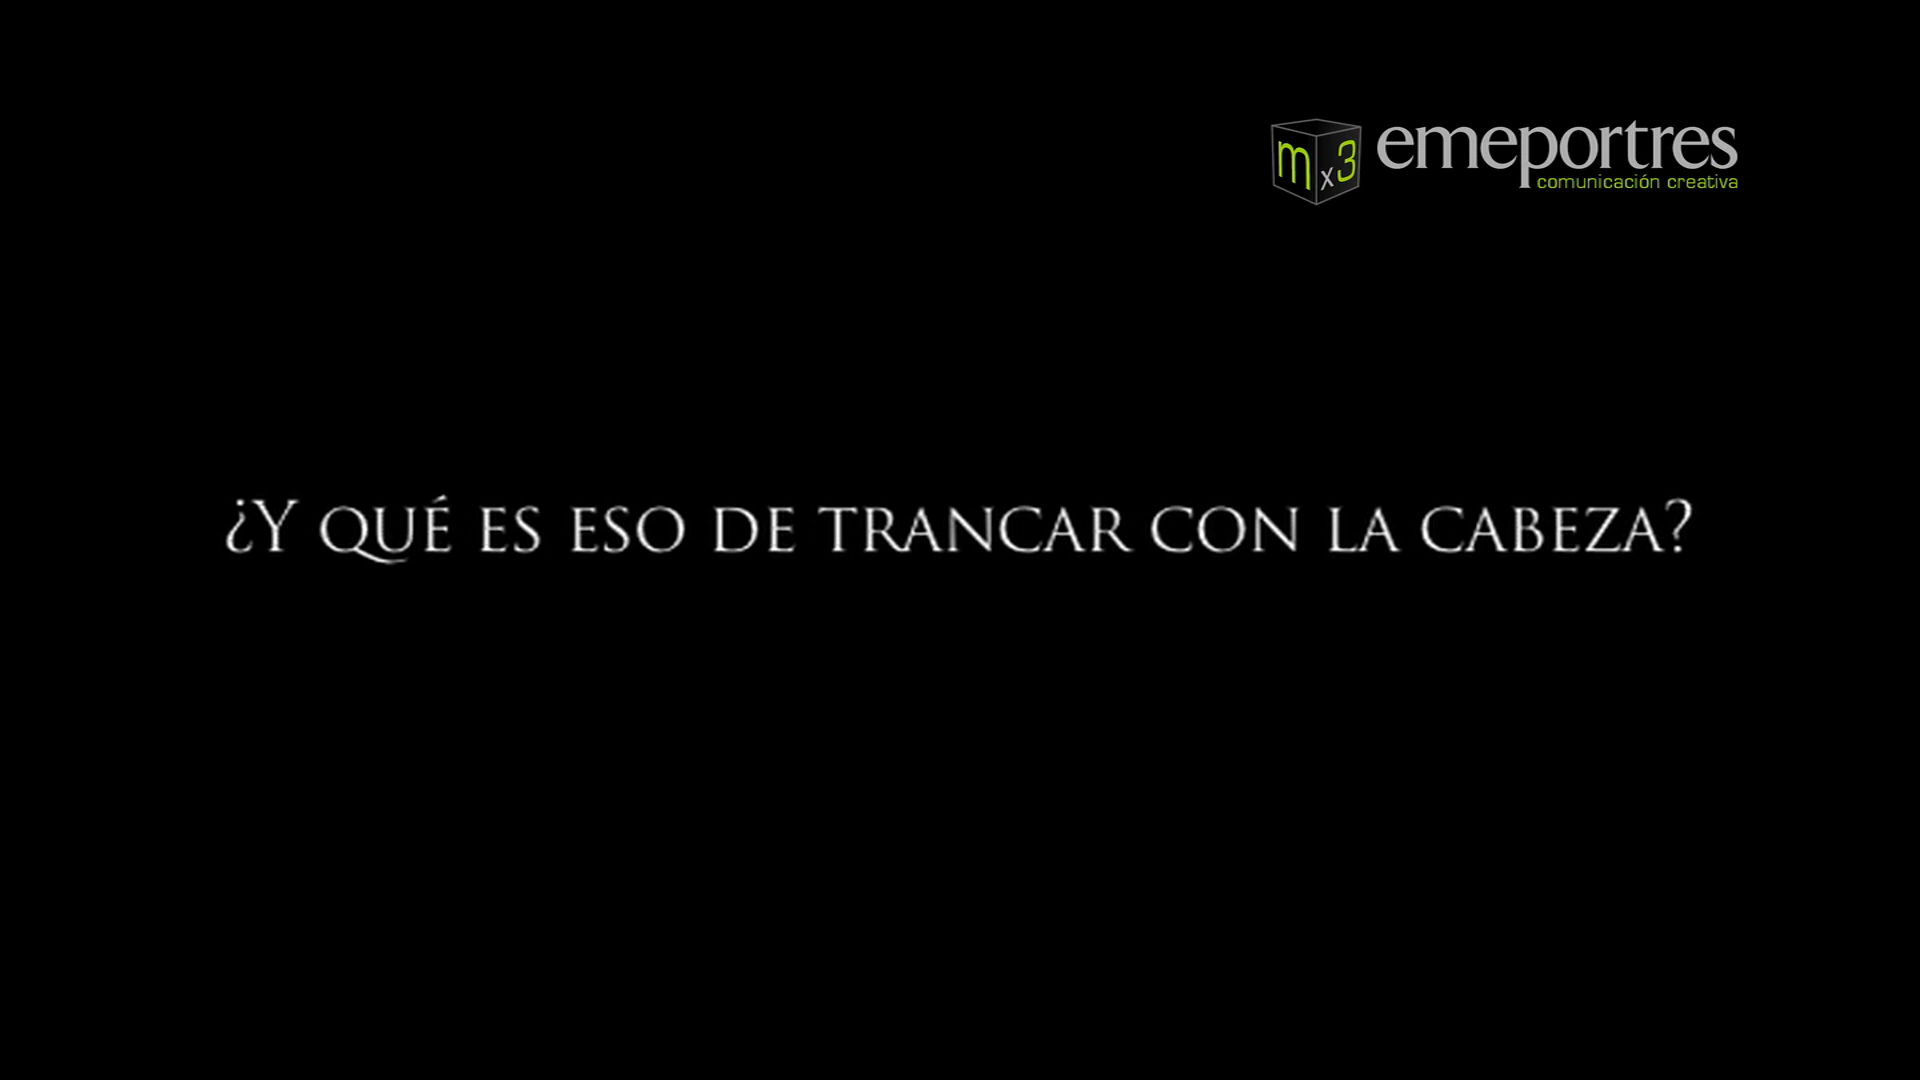 mx3 emeportres
comunicación creativa
¿Y QUÉ ES ESO DE TRANCAR CON LA CABEZA?